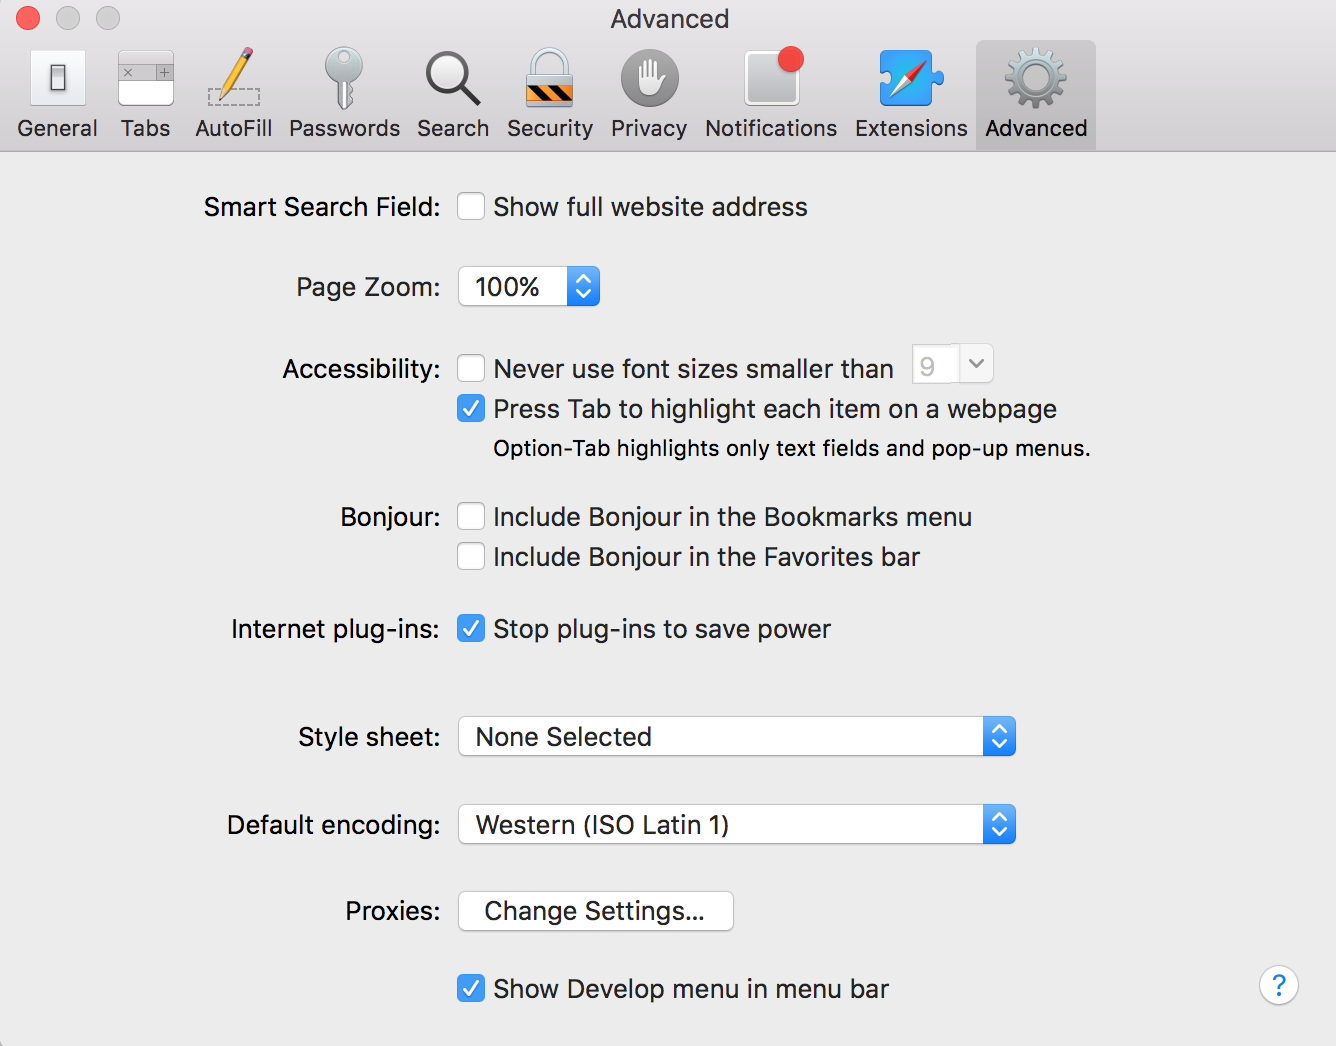 Advanced
General Tabs AutoFill Passwords Search Security Privacy Notifications Extensions Advanced
Smart Search Field: Show full website address
Page Zoom: 100%
Accessibility: Never use font sizes smaller than 9
Press Tab to highlight each item on a webpage
Option-Tab highlights only text fields and pop-up menus.
Bonjour: Include Bonjour in the Bookmarks menu
Include Bonjour in the Favorites bar
Internet plug-ins: Stop plug-ins to save power
Style sheet: None Selected
Default encoding: Western (ISO Latin 1)
Proxies: Change Settings...
Show Develop menu in menu bar
?